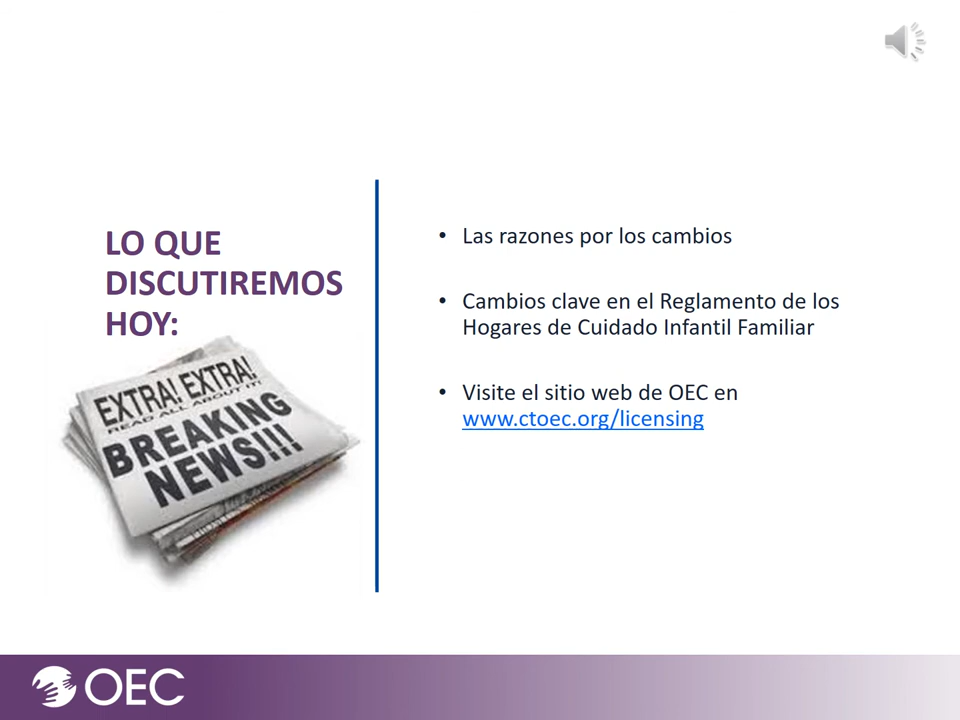 LO QUE
DISCUTIREMOS
HOY:
EXTRA! EXTRA!
READ ALL ABOUT IT!
BREAKING
NEWS!!!
• Las razones por los cambios
• Cambios clave en el Reglamento de los
Hogares de Cuidado Infantil Familiar
• Visite el sitio web de OEC en
www.ctoec.org/licensing
OEC